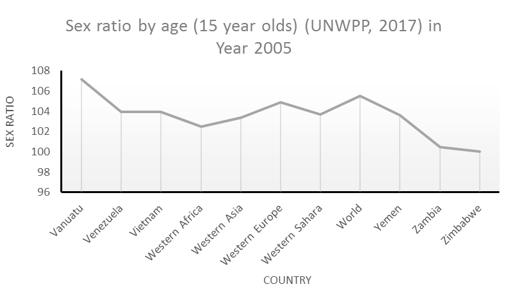 Sex ratio by age (15 year olds) (UNWPP, 2017) in
Year 2005
108
106
104
102
100
98
96
SEX RATIO
Vanuatu
Venezuela
Vietnam
Western Africa
Western Asia
Western Europe
Western Sahara
World
Yemen
Zambia
Zimbabwe
COUNTRY